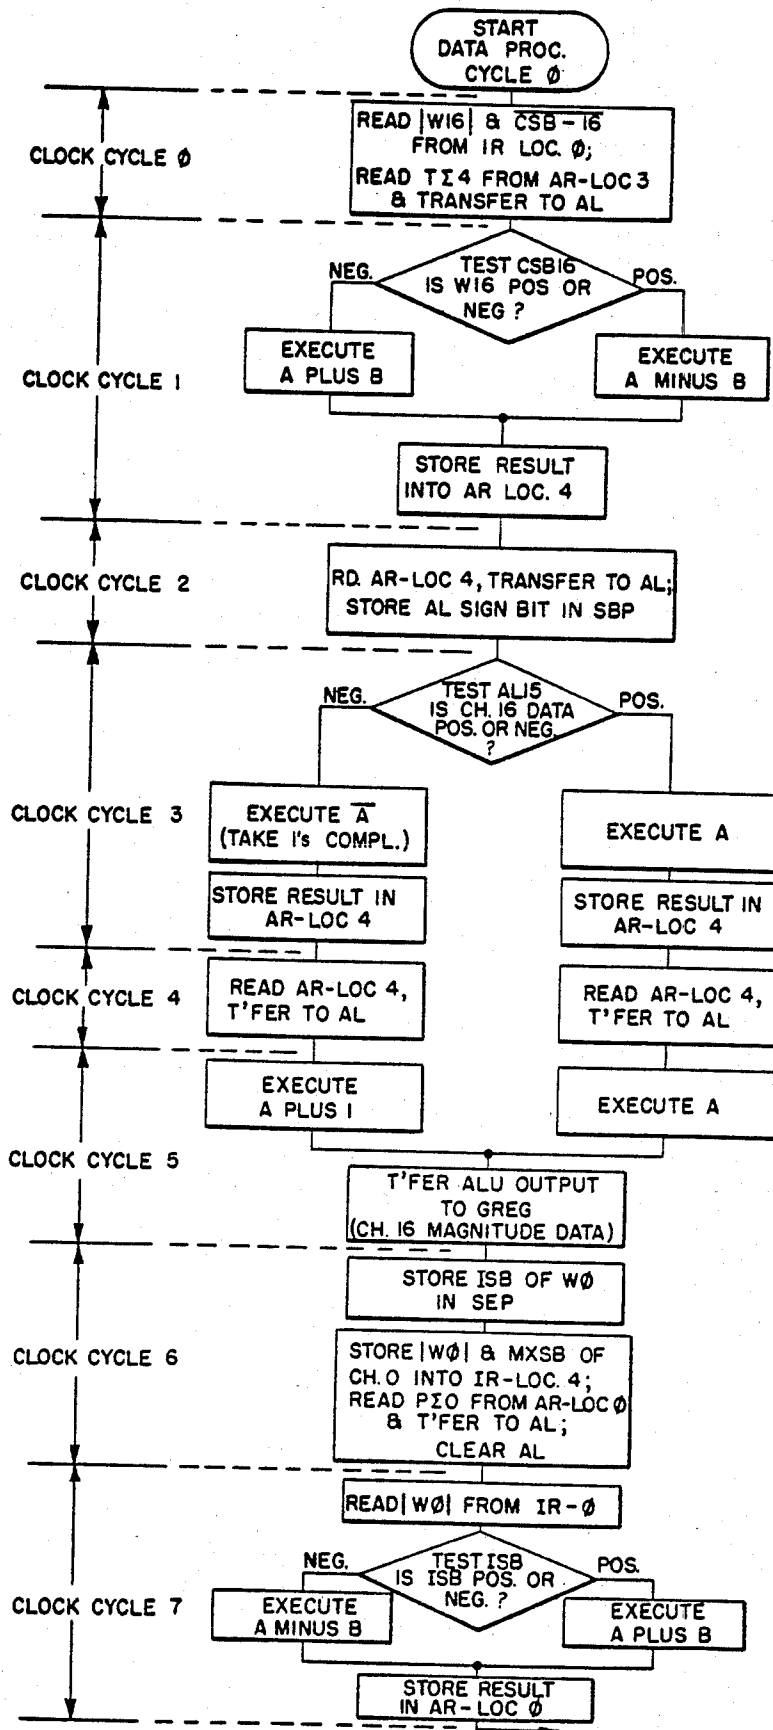 START
DATA PROC.
CYCLE Ø
CLOCK CYCLE Ø
READ |W16| & C̅S̅B̅-̅1̅6̅
FROM IR LOC. Ø;
READ TΣ4 FROM AR-LOC 3
& TRANSFER TO AL
CLOCK CYCLE 1
NEG.
TEST CSB16
IS W16 POS OR
NEG ?
POS.
EXECUTE
A PLUS B
EXECUTE
A MINUS B
STORE RESULT
INTO AR LOC. 4
CLOCK CYCLE 2
RD. AR-LOC 4, TRANSFER TO AL;
STORE AL SIGN BIT IN SBP
CLOCK CYCLE 3
NEG.
TEST AL15
IS CH. 16 DATA
POS. OR NEG.
?
POS.
EXECUTE A̅
(TAKE 1's COMPL.)
EXECUTE A
STORE RESULT IN
AR-LOC 4
STORE RESULT IN
AR-LOC 4
CLOCK CYCLE 4
READ AR-LOC 4,
T'FER TO AL
READ AR-LOC 4,
T'FER TO AL
CLOCK CYCLE 5
EXECUTE
A PLUS 1
EXECUTE A
T'FER ALU OUTPUT
TO GREG
(CH. 16 MAGNITUDE DATA)
CLOCK CYCLE 6
STORE ISB OF WØ
IN SEP
STORE |WØ| & MXSB OF
CH. O INTO IR-LOC. 4;
READ PΣO FROM AR-LOC Ø
& T'FER TO AL;
CLEAR AL
CLOCK CYCLE 7
READ |WØ| FROM IR-Ø
NEG.
TEST ISB
IS ISB POS. OR
NEG. ?
POS.
EXECUTE
A MINUS B
EXECUTE
A PLUS B
STORE RESULT
IN AR-LOC Ø